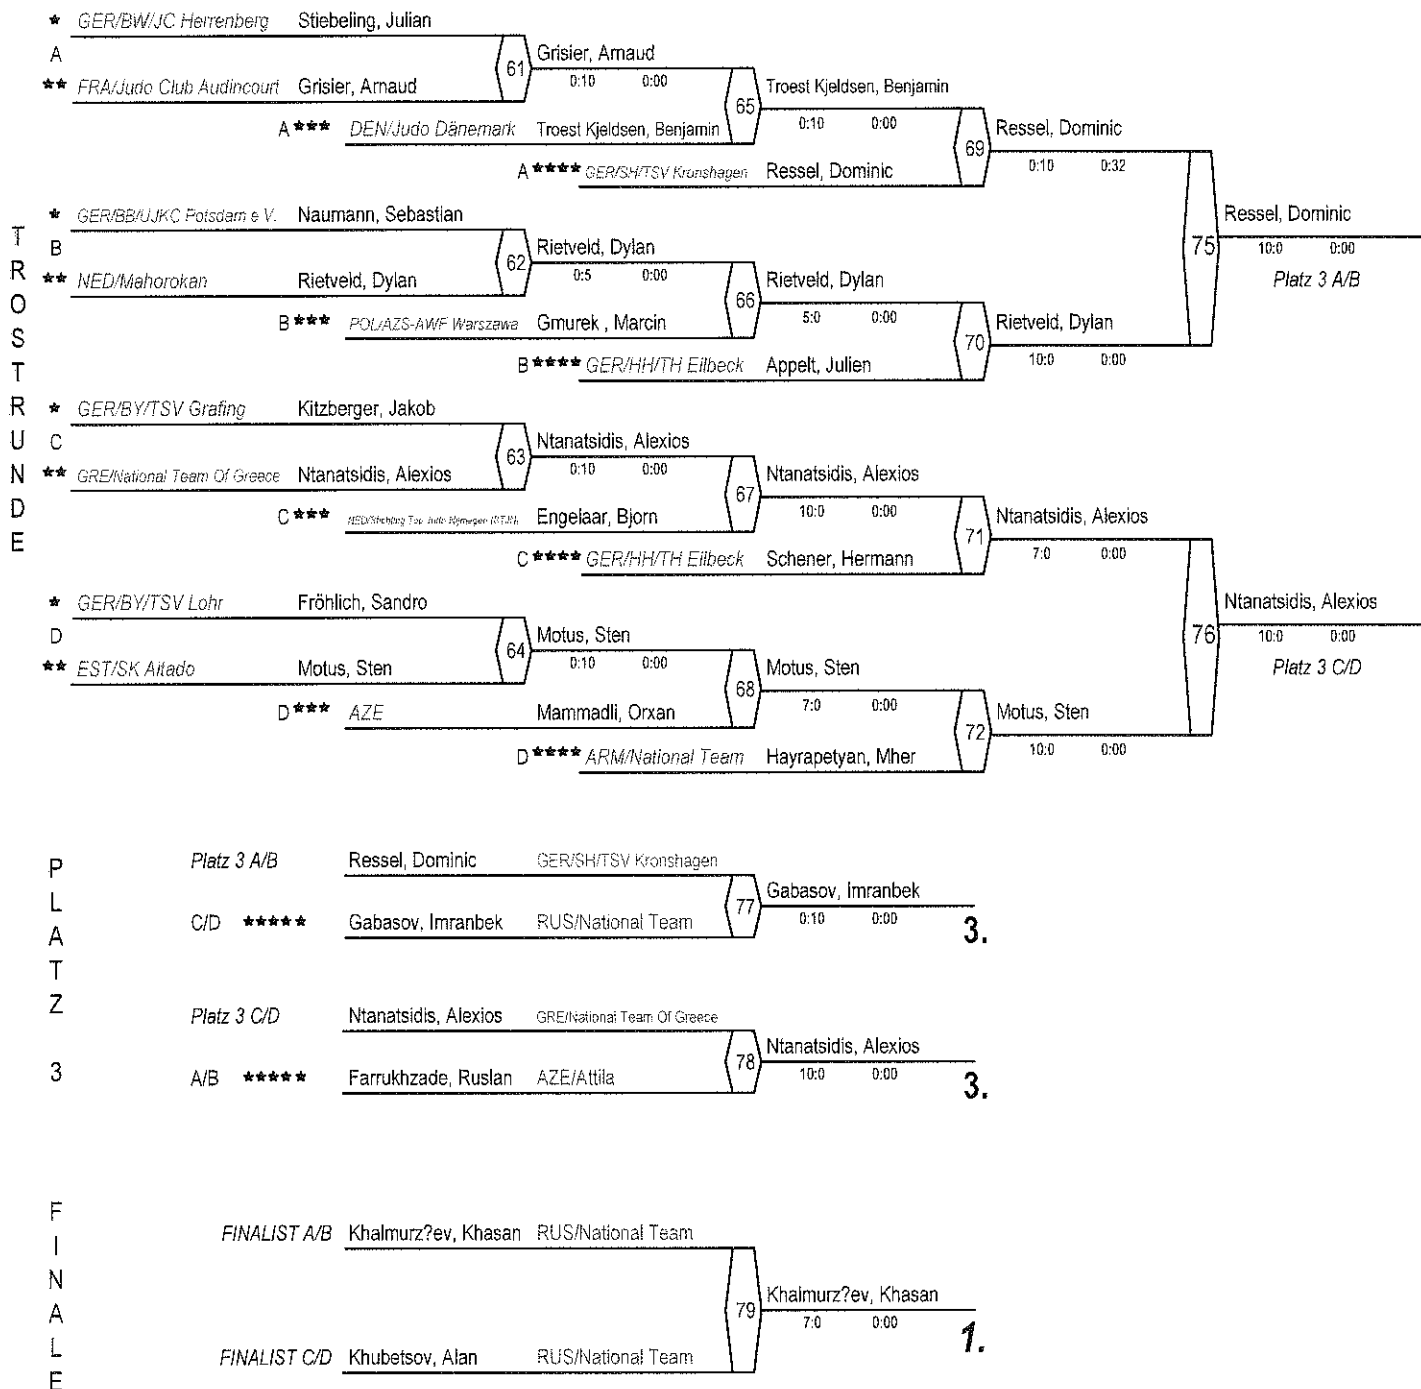 TROSTRUNDE
* GER/BW/JC Herrenberg Stiebeling, Julian
A
** FRA/Judo Club Audincourt Grisier, Arnaud
61 Grisier, Arnaud
0:10 0:00
A *** DEN/Judo Dänemark Troest Kjeldsen, Benjamin
65 Troest Kjeldsen, Benjamin
0:10 0:00
A **** GER/SH/TSV Kronshagen Ressel, Dominic
69 Ressel, Dominic
0:10 0:32
* GER/BB/UJKC Potsdam e V. Naumann, Sebastian
B
** NED/Mahorokan Rietveld, Dylan
62 Rietveld, Dylan
0:5 0:00
B *** POL/AZS-AWF Warszawa Gmurek , Marcin
66 Rietveld, Dylan
5:0 0:00
B **** GER/HH/TH Eilbeck Appelt, Julien
70 Rietveld, Dylan
10:0 0:00
75 Ressel, Dominic
10:0 0:00
Platz 3 A/B
* GER/BY/TSV Grafing Kitzberger, Jakob
C
** GRE/National Team Of Greece Ntanatsidis, Alexios
63 Ntanatsidis, Alexios
0:10 0:00
C *** NED/Stichting Top Judo Nijmegen (STJN) Engelaar, Bjorn
67 Ntanatsidis, Alexios
10:0 0:00
C **** GER/HH/TH Eilbeck Schener, Hermann
71 Ntanatsidis, Alexios
7:0 0:00
* GER/BY/TSV Lohr Fröhlich, Sandro
D
** EST/SK Aitado Motus, Sten
64 Motus, Sten
0:10 0:00
D *** AZE Mammadli, Orxan
68 Motus, Sten
7:0 0:00
D **** ARM/National Team Hayrapetyan, Mher
72 Motus, Sten
10:0 0:00
76 Ntanatsidis, Alexios
10:0 0:00
Platz 3 C/D
PLATZ 3
Platz 3 A/B Ressel, Dominic GER/SH/TSV Kronshagen
C/D ***** Gabasov, Imranbek RUS/National Team
77 Gabasov, Imranbek
0:10 0:00
3.
Platz 3 C/D Ntanatsidis, Alexios GRE/National Team Of Greece
A/B ***** Farrukhzade, Ruslan AZE/Attila
78 Ntanatsidis, Alexios
10:0 0:00
3.
FINALE
FINALIST A/B Khalmurz?ev, Khasan RUS/National Team
FINALIST C/D Khubetsov, Alan RUS/National Team
79 Khalmurz?ev, Khasan
7:0 0:00
1.